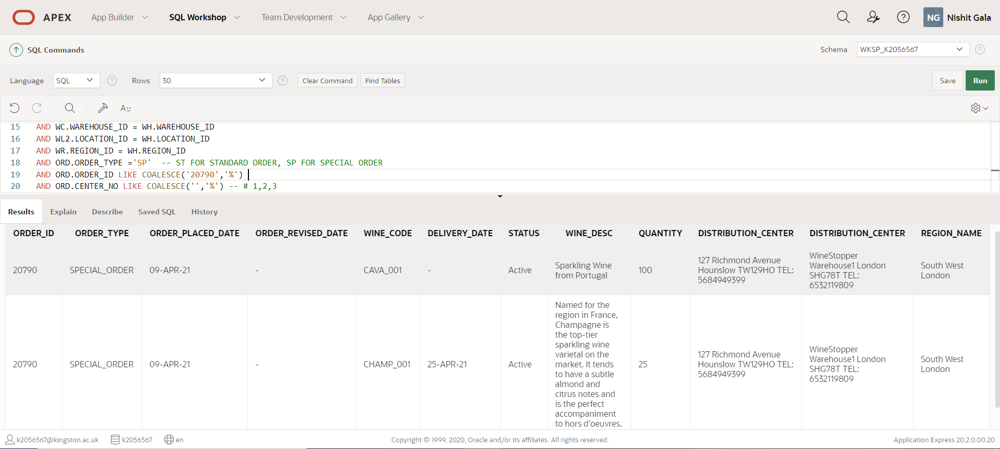 APEX App Builder SQL Workshop Team Development App Gallery NG Nishit Gala
SQL Commands Schema WKSP_K2056567
Language SQL Rows 30 Clear Command Find Tables Save Run
15 AND WC.WAREHOUSE_ID = WH.WAREHOUSE_ID
16 AND WL2.LOCATION_ID = WH.LOCATION_ID
17 AND WR.REGION_ID = WH.REGION_ID
18 AND ORD.ORDER_TYPE ='SP'  -- ST FOR STANDARD ORDER, SP FOR SPECIAL ORDER
19 AND ORD.ORDER_ID LIKE COALESCE('20790','%')
20 AND ORD.CENTER_NO LIKE COALESCE('','%') -- # 1,2,3
Results Explain Describe Saved SQL History
ORDER_ID ORDER_TYPE ORDER_PLACED_DATE ORDER_REVISED_DATE WINE_CODE DELIVERY_DATE STATUS WINE_DESC QUANTITY DISTRIBUTION_CENTER DISTRIBUTION_CENTER REGION_NAME
20790
SPECIAL_ORDER
09-APR-21
-
CAVA_001
-
Active
Sparkling Wine
from Portugal
100
127 Richmond Avenue
Hounslow TW129HO TEL:
5684949399
WineStopper
Warehouse1 London
SHG78T TEL:
6532119809
South West
London
20790
SPECIAL_ORDER
09-APR-21
-
CHAMP_001
25-APR-21
Active
Named for the
region in France,
Champagne is
the top-tier
sparkling wine
varietal on the
market. It tends
to have a subtle
almond and
citrus notes and
is the perfect
accompaniment
to hors d'oeuvres.
25
127 Richmond Avenue
Hounslow TW129HO TEL:
5684949399
WineStopper
Warehouse1 London
SHG78T TEL:
6532119809
South West
London
k2056567@kingston.ac.uk k2056567 en Copyright © 1999, 2020, Oracle and/or its affiliates. All rights reserved. Application Express 20.2.0.00.20